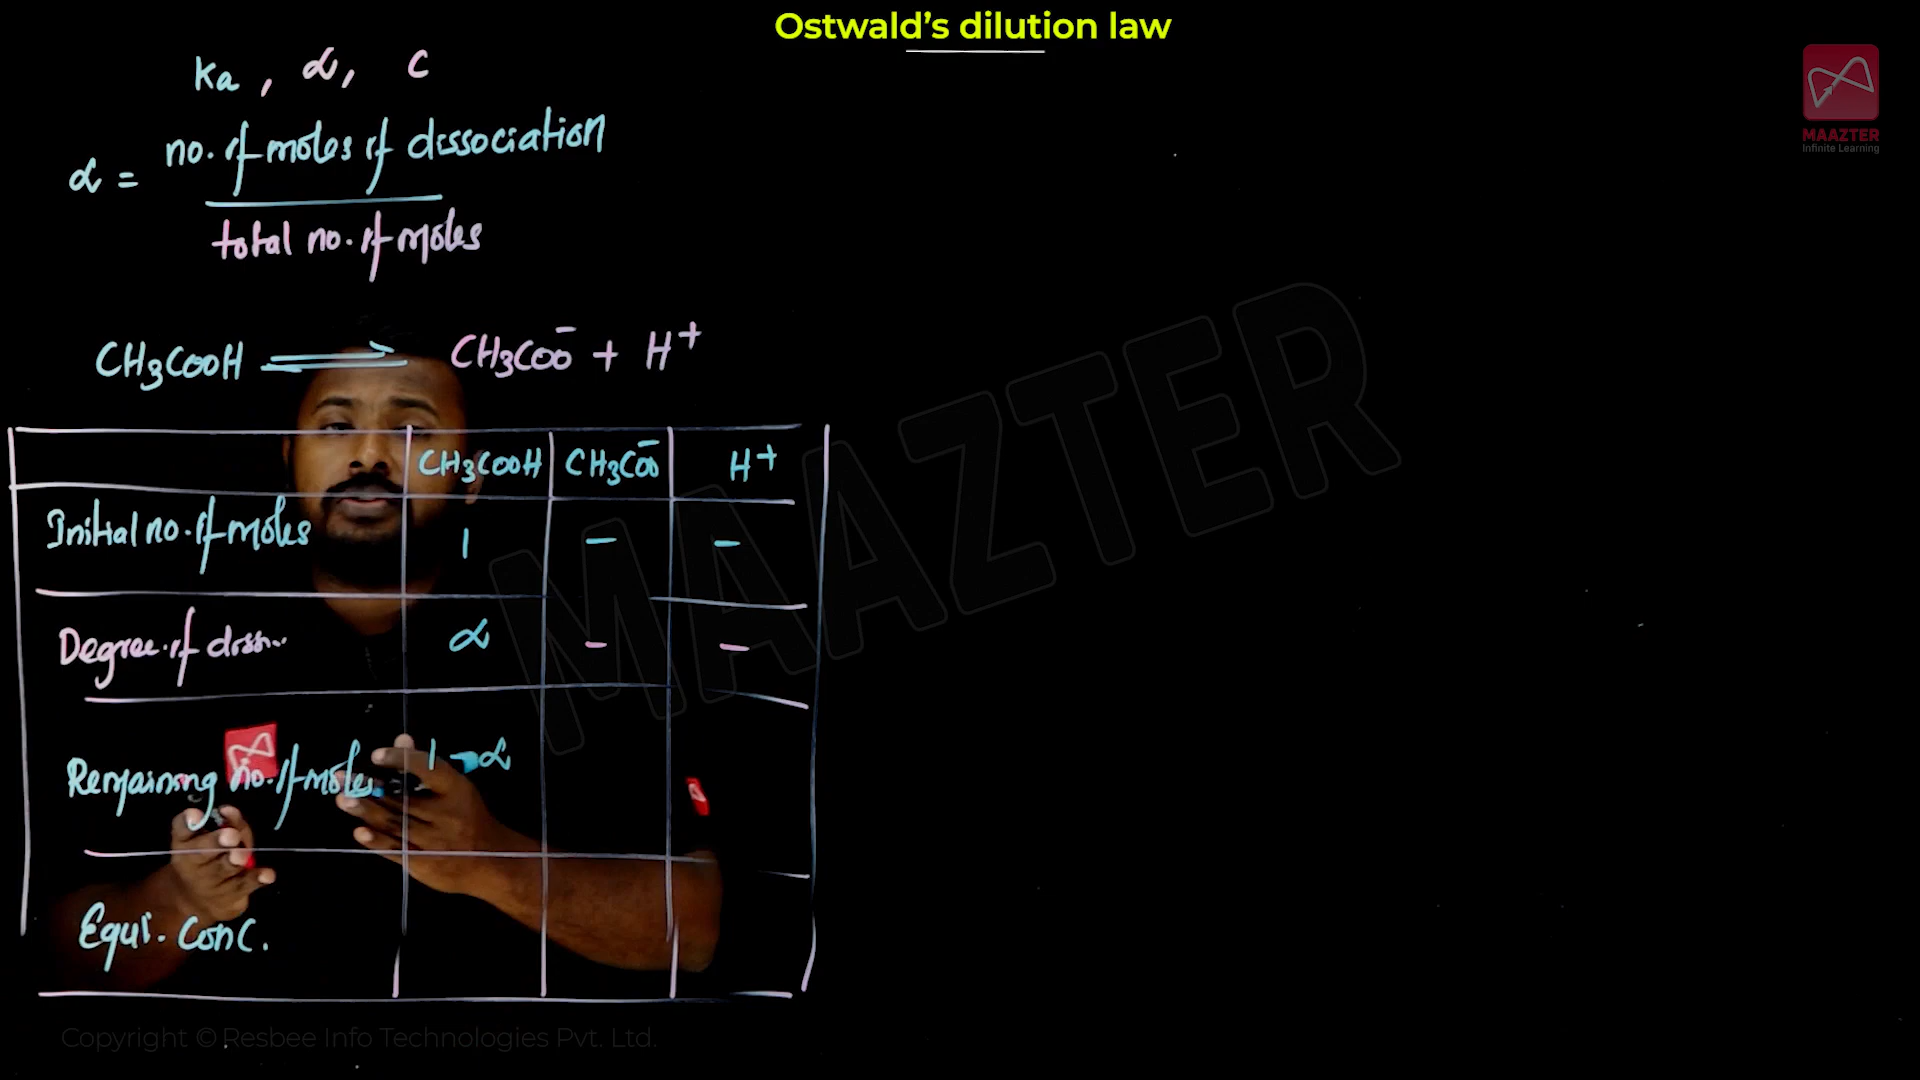 Ostwald's dilution law
Ka, α, C
α = no. of moles of dissociation
total no. of moles
CH3COOH ⇌ CH3COO⁻ + H⁺
CH3COOH CH3COO⁻ H⁺
Initial no. of moles 1 – –
Degree of disso.. α – –
Remaining no. of moles 1 - α
Equi. Conc.
MAAZTER
Infinite Learning
MAAZTER
Copyright © Resbee Info Technologies Pvt. Ltd.